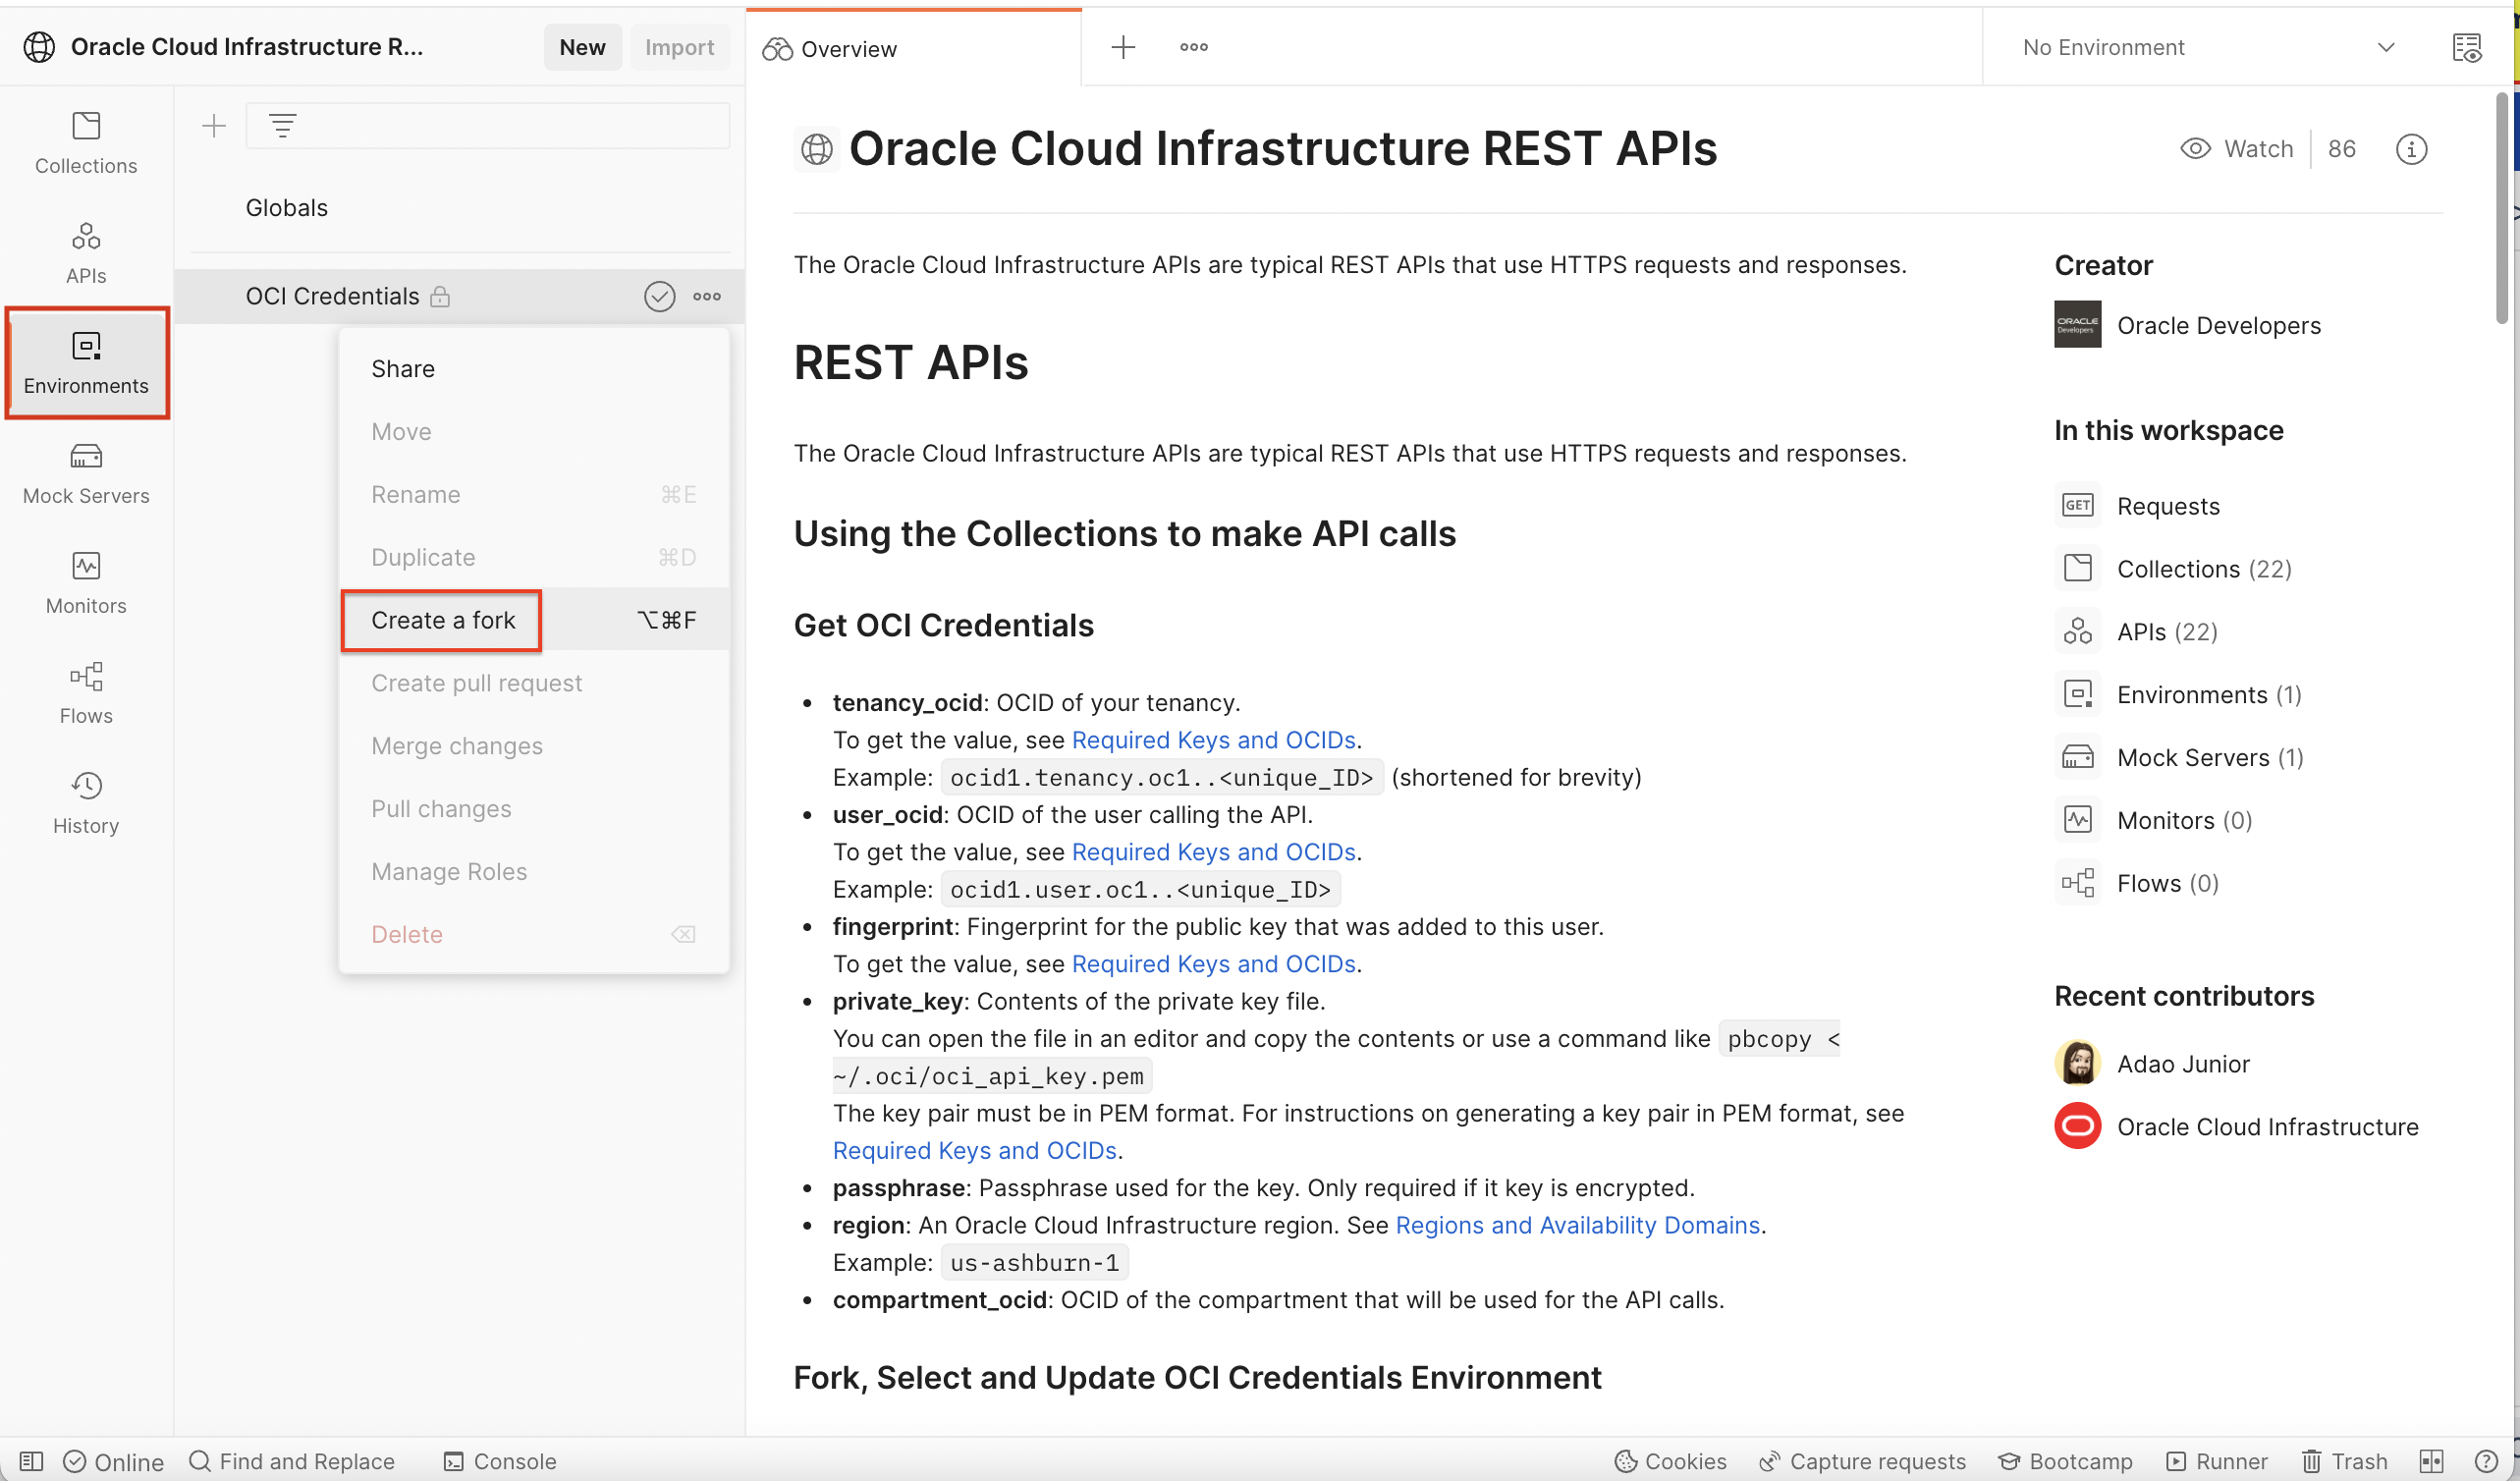 Oracle Cloud Infrastructure R...
New
Import
Overview
No Environment
Collections
APIs
Environments
Mock Servers
Monitors
Flows
History
Globals
OCI Credentials
Share
Move
Rename ⌘E
Duplicate ⌘D
Create a fork ⌥⌘F
Create pull request
Merge changes
Pull changes
Manage Roles
Delete
Oracle Cloud Infrastructure REST APIs
Watch 86
The Oracle Cloud Infrastructure APIs are typical REST APIs that use HTTPS requests and responses.
REST APIs
The Oracle Cloud Infrastructure APIs are typical REST APIs that use HTTPS requests and responses.
Using the Collections to make API calls
Get OCI Credentials
• tenancy_ocid: OCID of your tenancy.
To get the value, see Required Keys and OCIDs.
Example: ocid1.tenancy.oc1..<unique_ID> (shortened for brevity)
• user_ocid: OCID of the user calling the API.
To get the value, see Required Keys and OCIDs.
Example: ocid1.user.oc1..<unique_ID>
• fingerprint: Fingerprint for the public key that was added to this user.
To get the value, see Required Keys and OCIDs.
• private_key: Contents of the private key file.
You can open the file in an editor and copy the contents or use a command like pbcopy <
~/.oci/oci_api_key.pem
The key pair must be in PEM format. For instructions on generating a key pair in PEM format, see
Required Keys and OCIDs.
• passphrase: Passphrase used for the key. Only required if it key is encrypted.
• region: An Oracle Cloud Infrastructure region. See Regions and Availability Domains.
Example: us-ashburn-1
• compartment_ocid: OCID of the compartment that will be used for the API calls.
Fork, Select and Update OCI Credentials Environment
Creator
ORACLE
Developers
Oracle Developers
In this workspace
GET Requests
Collections (22)
APIs (22)
Environments (1)
Mock Servers (1)
Monitors (0)
Flows (0)
Recent contributors
Adao Junior
Oracle Cloud Infrastructure
Online
Find and Replace
Console
Cookies
Capture requests
Bootcamp
Runner
Trash